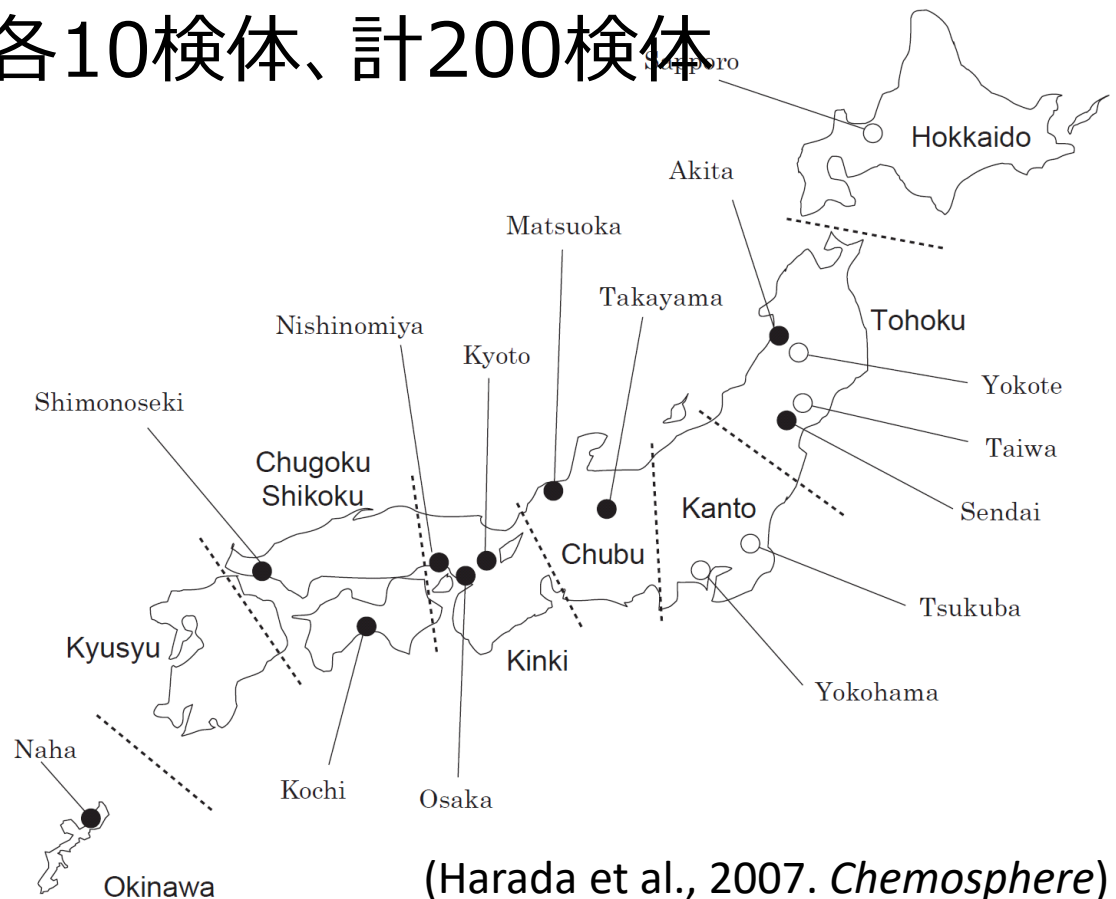 各10検体、計200検体
Sapporo
Hokkaido
Akita
Matsuoka
Takayama
Tohoku
Nishinomiya
Kyoto
Yokote
Shimonoseki
Taiwa
Chugoku
Shikoku
Kanto
Sendai
Chubu
Tsukuba
Kyusyu
Kinki
Yokohama
Naha
Kochi
Osaka
Okinawa
(Harada et al., 2007. Chemosphere)